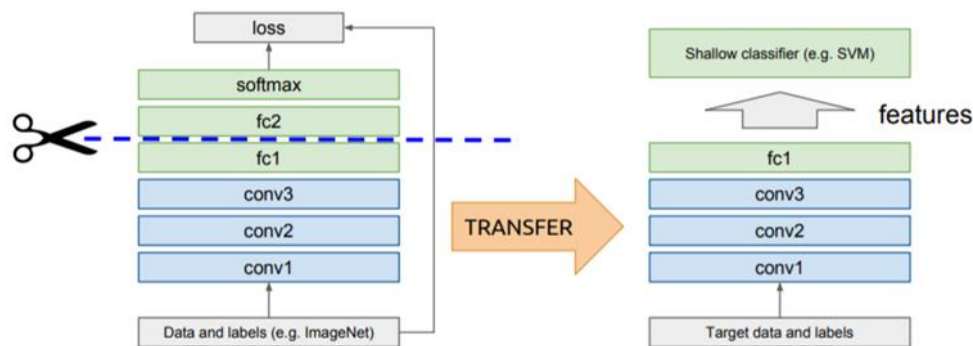 loss
softmax
fc2
fc1
conv3
conv2
conv1
Data and labels (e.g. ImageNet)
TRANSFER
Shallow classifier (e.g. SVM)
features
fc1
conv3
conv2
conv1
Target data and labels